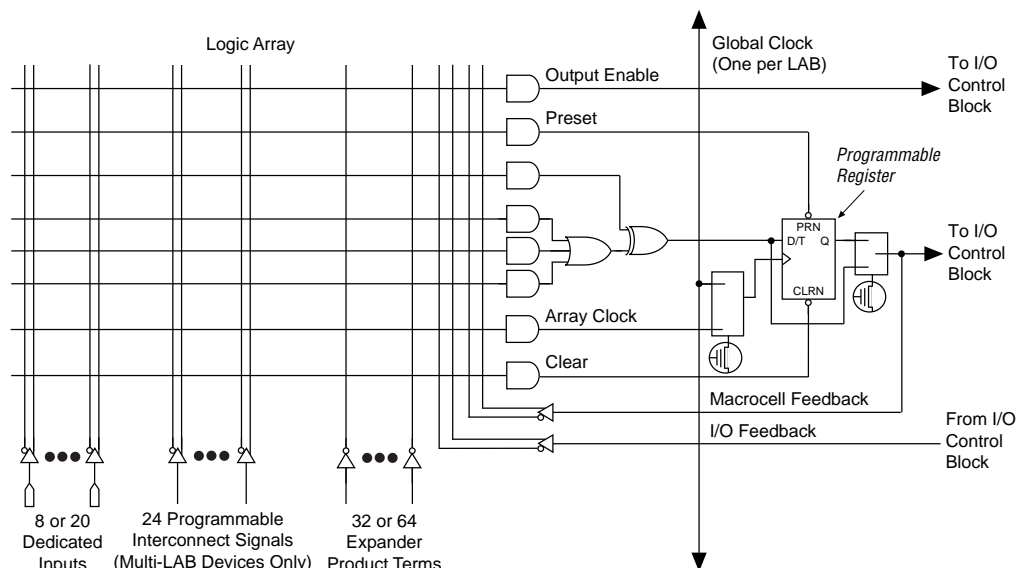 Logic Array
Global Clock
(One per LAB)
Output Enable
To I/O
Control
Block
Preset
Programmable
Register
PRN
D/T Q
CLRN
To I/O
Control
Block
Array Clock
Clear
Macrocell Feedback
I/O Feedback
From I/O
Control
Block
8 or 20
Dedicated
Inputs
24 Programmable
Interconnect Signals
(Multi-LAB Devices Only)
32 or 64
Expander
Product Terms